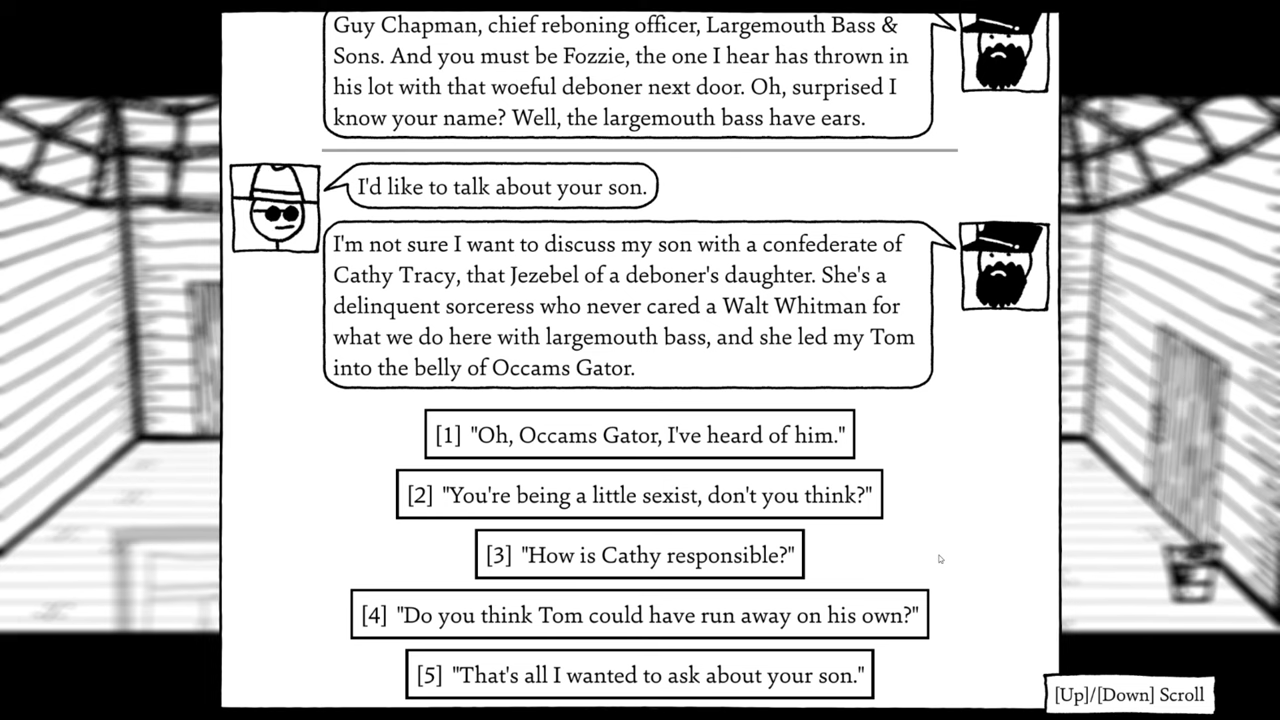 Guy Chapman, chief reboning officer, Largemouth Bass &
Sons. And you must be Fozzie, the one I hear has thrown in
his lot with that woeful deboner next door. Oh, surprised I
know your name? Well, the largemouth bass have ears.
I'd like to talk about your son.
I'm not sure I want to discuss my son with a confederate of
Cathy Tracy, that Jezebel of a deboner's daughter. She's a
delinquent sorceress who never cared a Walt Whitman for
what we do here with largemouth bass, and she led my Tom
into the belly of Occams Gator.
[1] "Oh, Occams Gator, I've heard of him."
[2] "You're being a little sexist, don't you think?"
[3] "How is Cathy responsible?"
[4] "Do you think Tom could have run away on his own?"
[5] "That's all I wanted to ask about your son."
[Up]/[Down] Scroll